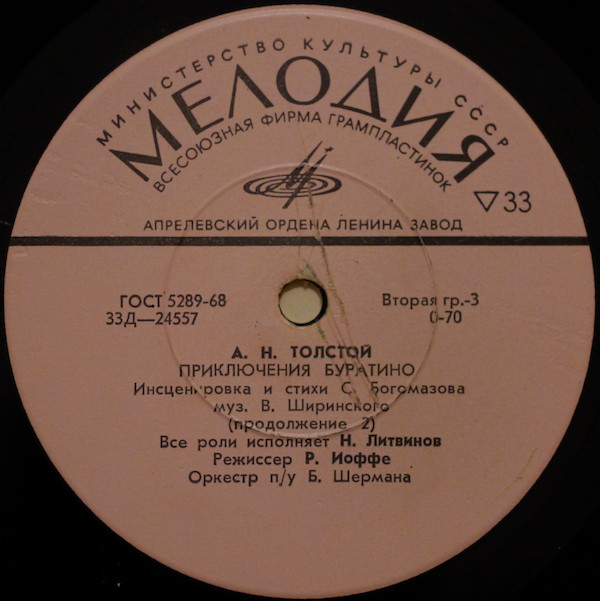 МИНИСТЕРСТВО КУЛЬТУРЫ СССР
МЕЛОДИЯ
ВСЕСОЮЗНАЯ ФИРМА ГРАМПЛАСТИНОК
▽33
АПРЕЛЕВСКИЙ ОРДЕНА ЛЕНИНА ЗАВОД
ГОСТ 5289-68 Вторая гр.-3
33Д—24557 0-70
А. Н. ТОЛСТОЙ
ПРИКЛЮЧЕНИЯ БУРАТИНО
Инсценировка и стихи С. Богомазова
муз. В. Ширинского
(продолжение 2)
Все роли исполняет Н. Литвинов
Режиссер Р. Иоффе
Оркестр п/у Б. Шермана